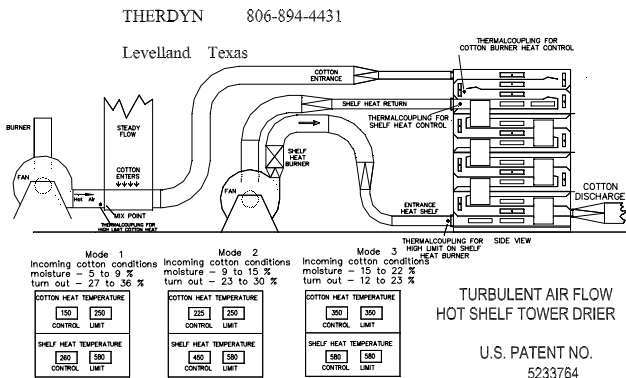 THERDYN 806-894-4431
Levelland Texas
THERMALCOUPLING FOR
COTTON BURNER HEAT CONTROL
COTTON
ENTRANCE
SHELF HEAT RETURN
THERMALCOUPLING FOR
SHELF HEAT CONTROL
BURNER
STEADY
FLOW
SHELF
HEAT
BURNER
FAN
COTTON
ENTERS
FAN
Hot Air
MIX POINT
THERMALCOUPLING FOR
HIGH LIMIT COTTON HEAT
ENTRANCE
HEAT SHELF
COTTON
DISCHARGE
THERMALCOUPLING FOR
HIGH LIMIT ON SHELF
HEAT BURNER
SIDE VIEW
Mode 1
Incoming cotton conditions
moisture - 5 to 9 %
turn out - 27 to 36 %
COTTON HEAT TEMPERATURE
150 250
CONTROL LIMIT
SHELF HEAT TEMPERATURE
260 580
CONTROL LIMIT
Mode 2
Incoming cotton conditions
moisture - 9 to 15 %
turn out - 23 to 30 %
COTTON HEAT TEMPERATURE
225 250
CONTROL LIMIT
SHELF HEAT TEMPERATURE
450 580
CONTROL LIMIT
Mode 3
Incoming cotton conditions
moisture - 15 to 22 %
turn out - 12 to 23 %
COTTON HEAT TEMPERATURE
350 350
CONTROL LIMIT
SHELF HEAT TEMPERATURE
580 580
CONTROL LIMIT
TURBULENT AIR FLOW
HOT SHELF TOWER DRIER
U.S. PATENT NO.
5233764